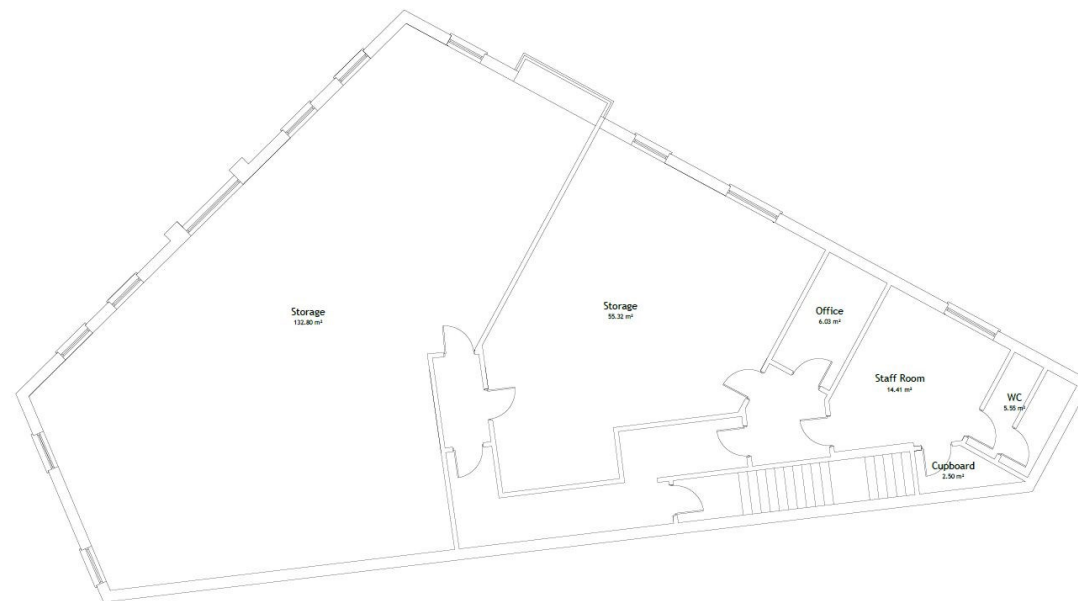 Storage
132.80 m²
Storage
55.32 m²
Office
6.03 m²
Staff Room
14.41 m²
WC
5.55 m²
Cupboard
2.50 m²